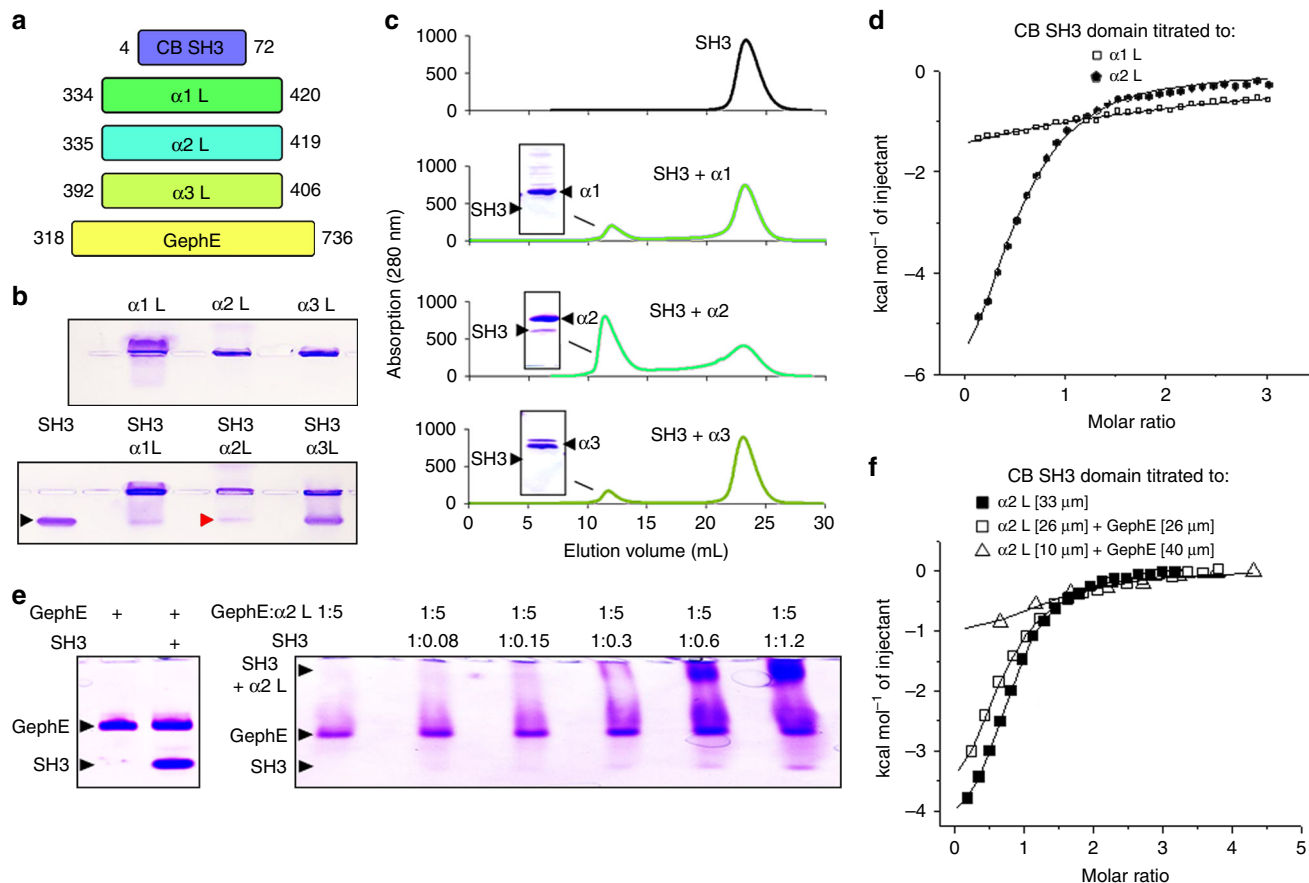 a
4 CB SH3 72
334 α1 L 420
335 α2 L 419
392 α3 L 406
318 GephE 736
b
α1 L α2 L α3 L
SH3 SH3 SH3
SH3 α1L α2L α3L
c
Absorption (280 nm)
1000
500
0
SH3
1000
500
0
SH3 α1
SH3 + α1
1000
500
0
SH3 α2
SH3 + α2
1000
500
0
SH3 α3
SH3 + α3
0 5 10 15 20 25 30
Elution volume (mL)
d
CB SH3 domain titrated to:
α1 L
α2 L
kcal mol−1 of injectant
0
−2
−4
−6
0 1 2 3
Molar ratio
e
GephE + +
SH3 +
GephE
SH3
GephE:α2 L 1:5 1:5 1:5 1:5 1:5 1:5
SH3 1:0.08 1:0.15 1:0.3 1:0.6 1:1.2
SH3
+ α2 L
GephE
SH3
f
CB SH3 domain titrated to:
α2 L [33 μm]
α2 L [26 μm] + GephE [26 μm]
α2 L [10 μm] + GephE [40 μm]
kcal mol−1 of injectant
0
−1
−2
−3
−4
0 1 2 3 4 5
Molar ratio